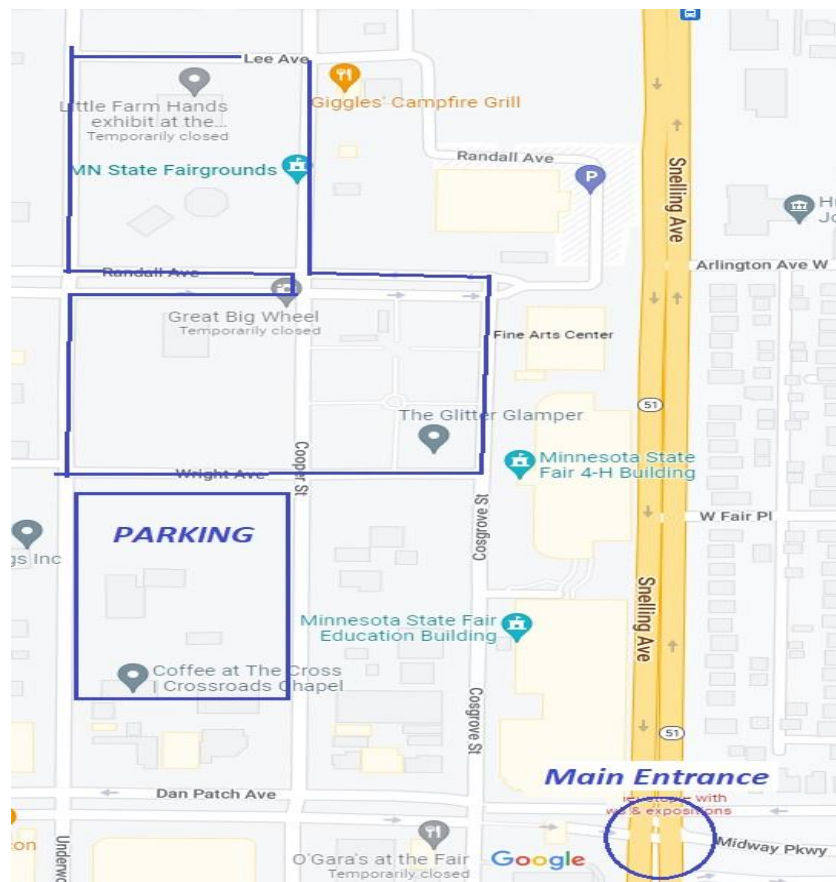 Lee Ave
Little Farm Hands
exhibit at the...
Temporarily closed
Giggles' Campfire Grill
Randall Ave
P
MN State Fairgrounds
Snelling Ave
Randall Ave
Arlington Ave W
Great Big Wheel
Temporarily closed
Fine Arts Center
51
The Glitter Glamper
Cooper St
Minnesota State
Fair 4-H Building
Wright Ave
Cosgrove St
W Fair Pl
PARKING
gs Inc
Snelling Ave
Minnesota State Fair
Education Building
Coffee at The Cross
| Crossroads Chapel
Cosgrove St
51
Main Entrance
with
& expositions
Dan Patch Ave
Midway Pkwy
Underwo
O'Gara's at the Fair
Temporarily closed
Google